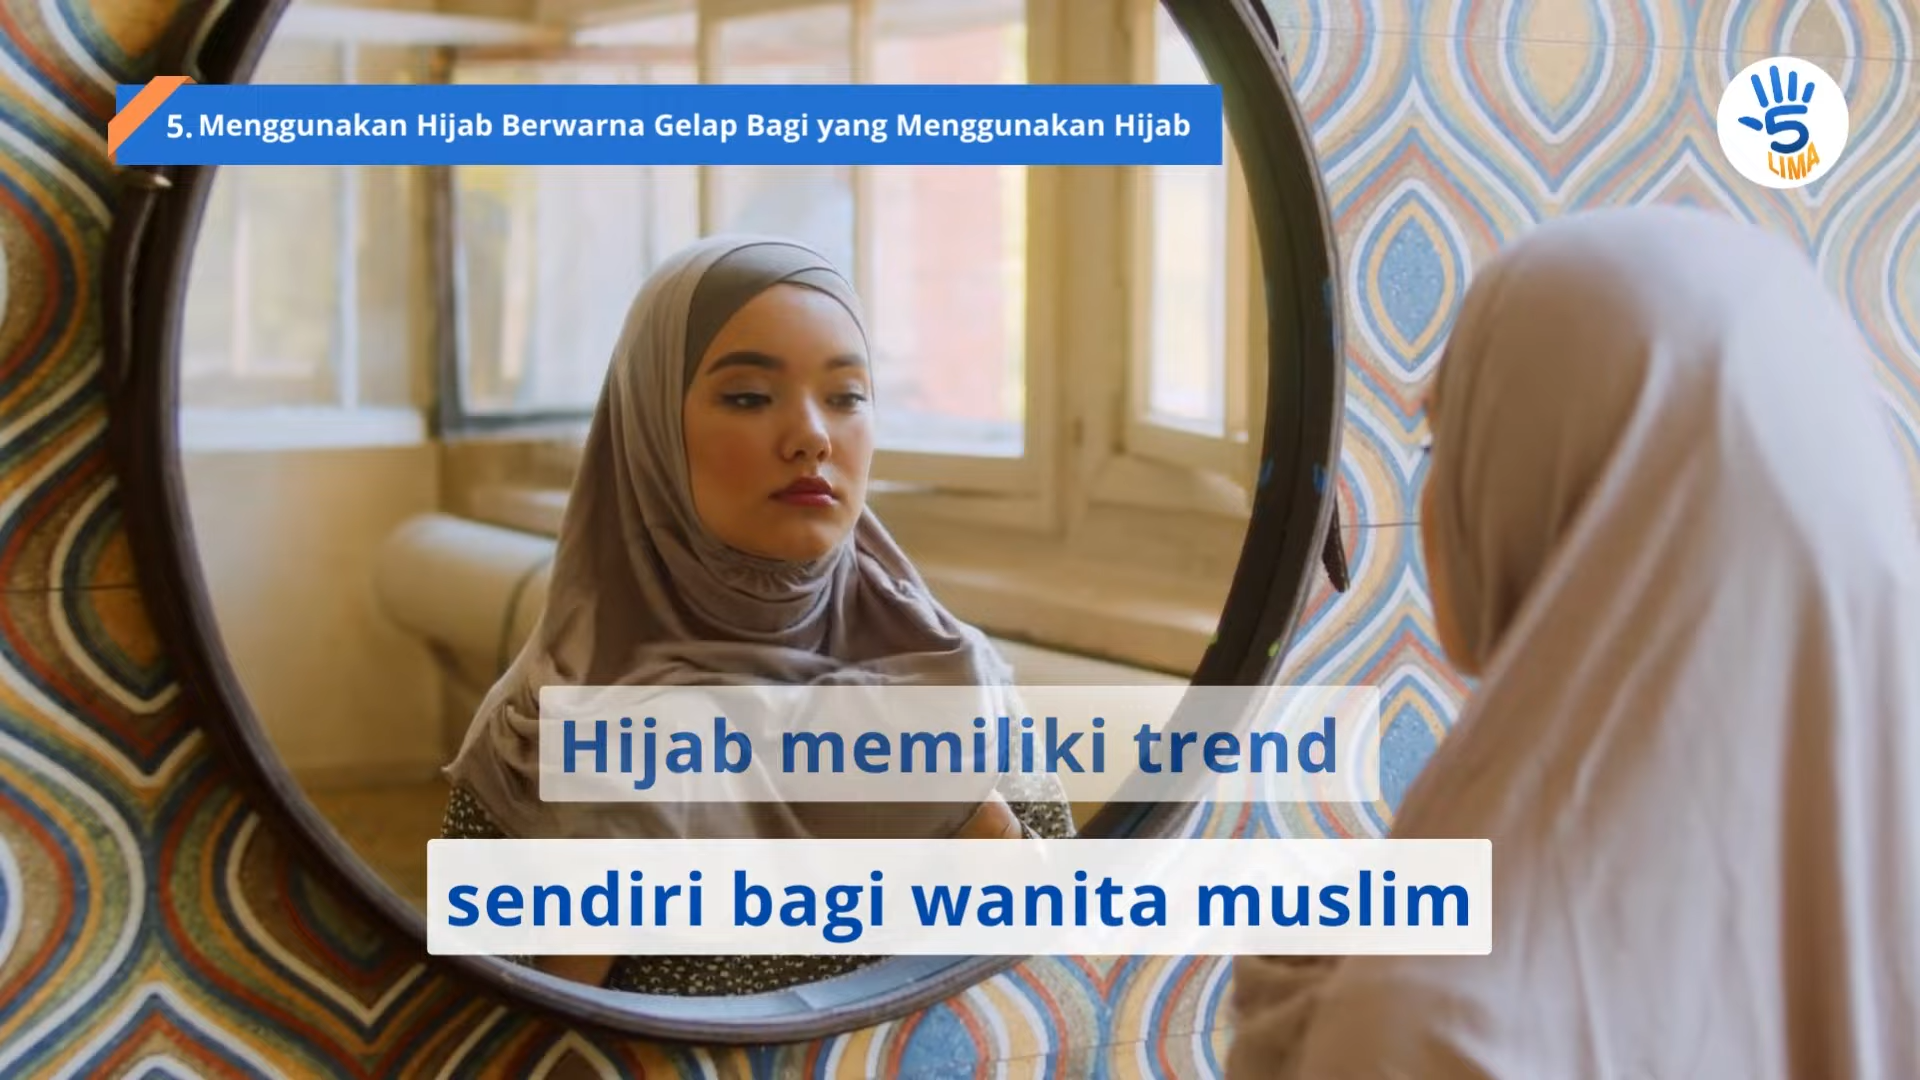 5. Menggunakan Hijab Berwarna Gelap Bagi yang Menggunakan Hijab
5
LIMA
Hijab memiliki trend
sendiri bagi wanita muslim